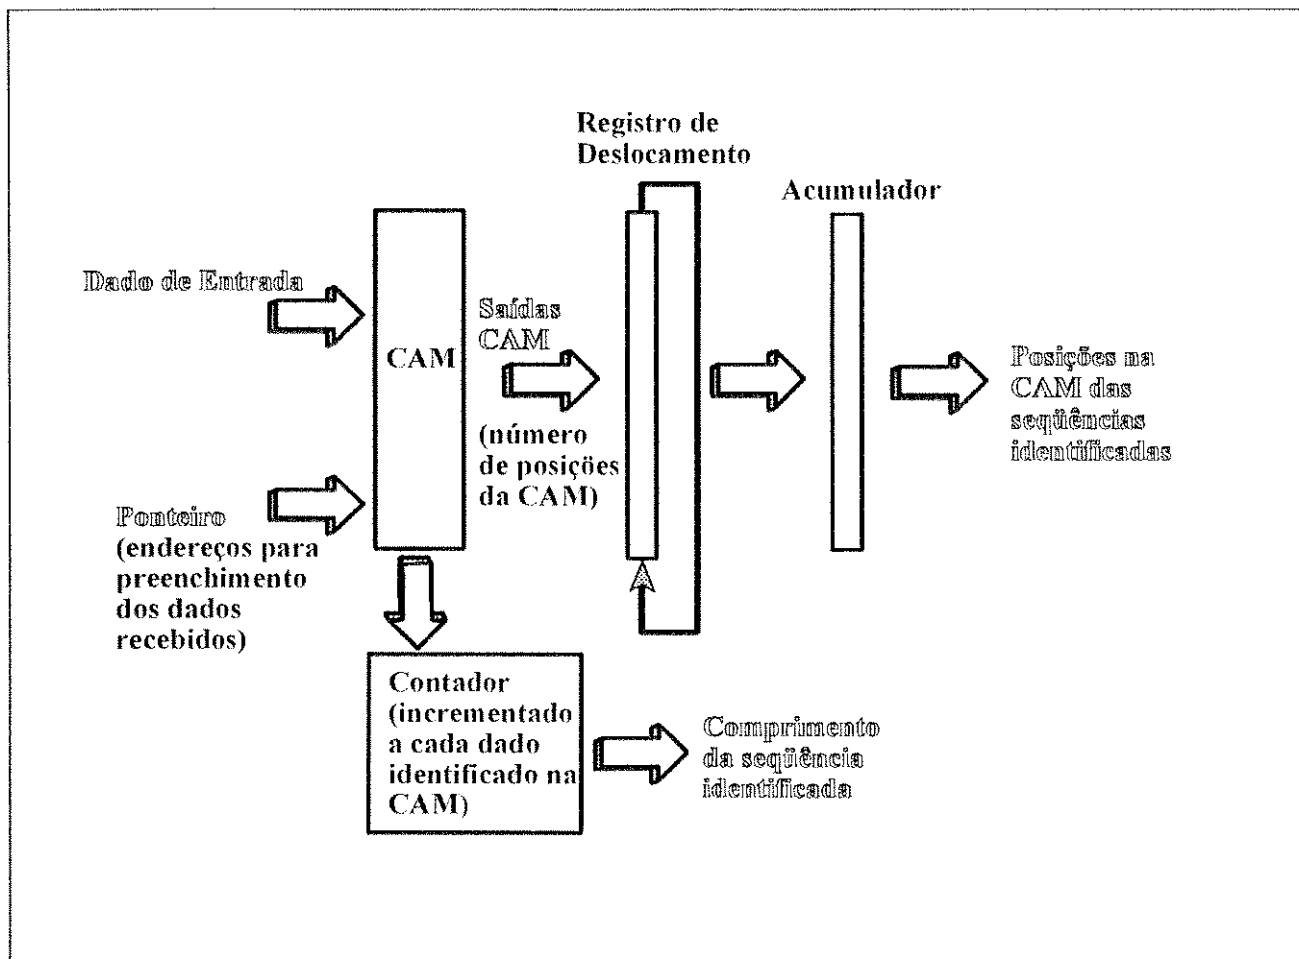 Registro de
Deslocamento
Acumulador
Dado de Entrada
Saídas
CAM
CAM
(número
de posições
da CAM)
Posições na
CAM das
seqüências
identificadas
Ponteiro
(endereços para
preenchimento
dos dados
recebidos)
Contador
(incrementado
a cada dado
identificado na
CAM)
Comprimento
da seqüência
identificada